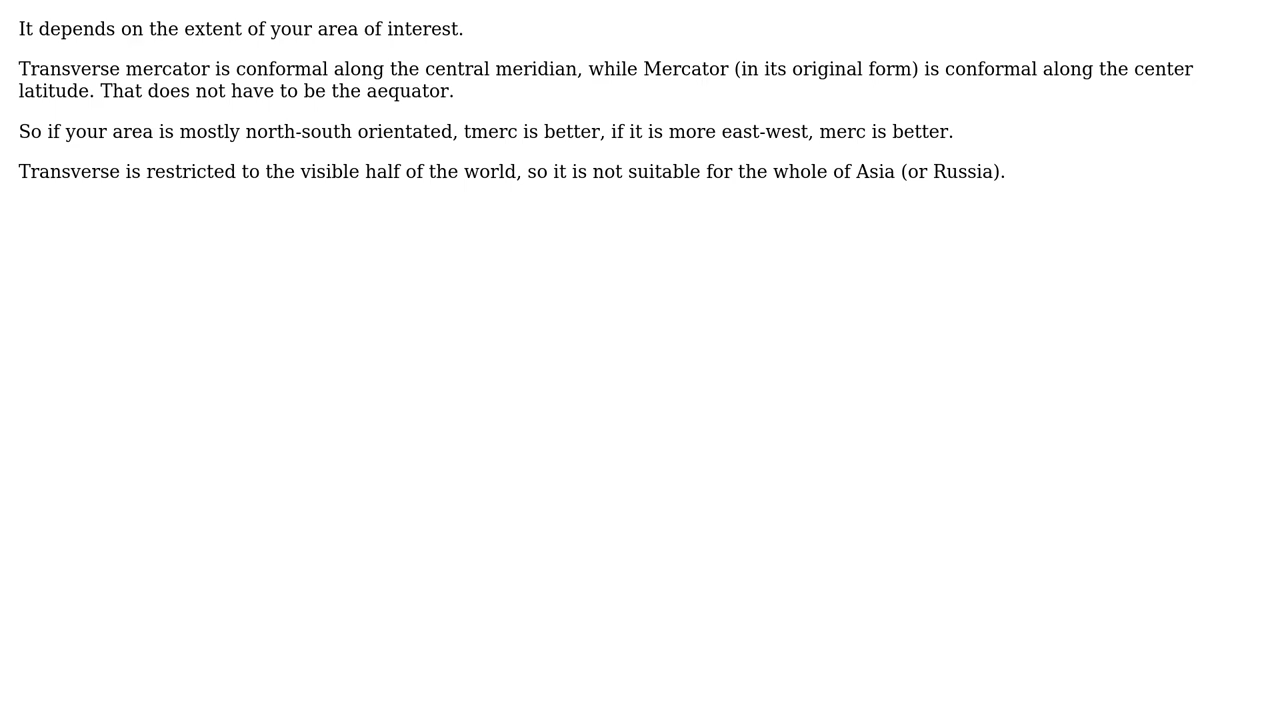 It depends on the extent of your area of interest.
Transverse mercator is conformal along the central meridian, while Mercator (in its original form) is conformal along the center
latitude. That does not have to be the aequator.
So if your area is mostly north-south orientated, tmerc is better, if it is more east-west, merc is better.
Transverse is restricted to the visible half of the world, so it is not suitable for the whole of Asia (or Russia).